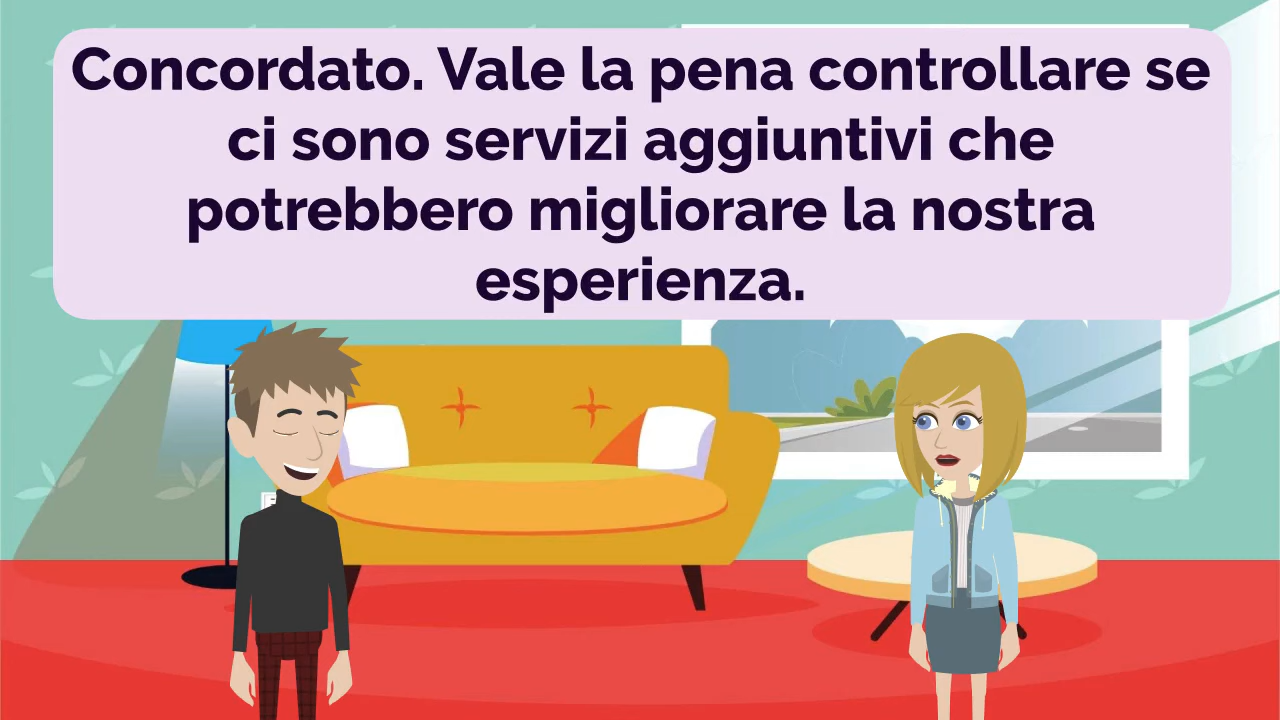 Concordato. Vale la pena controllare se
ci sono servizi aggiuntivi che
potrebbero migliorare la nostra
esperienza.